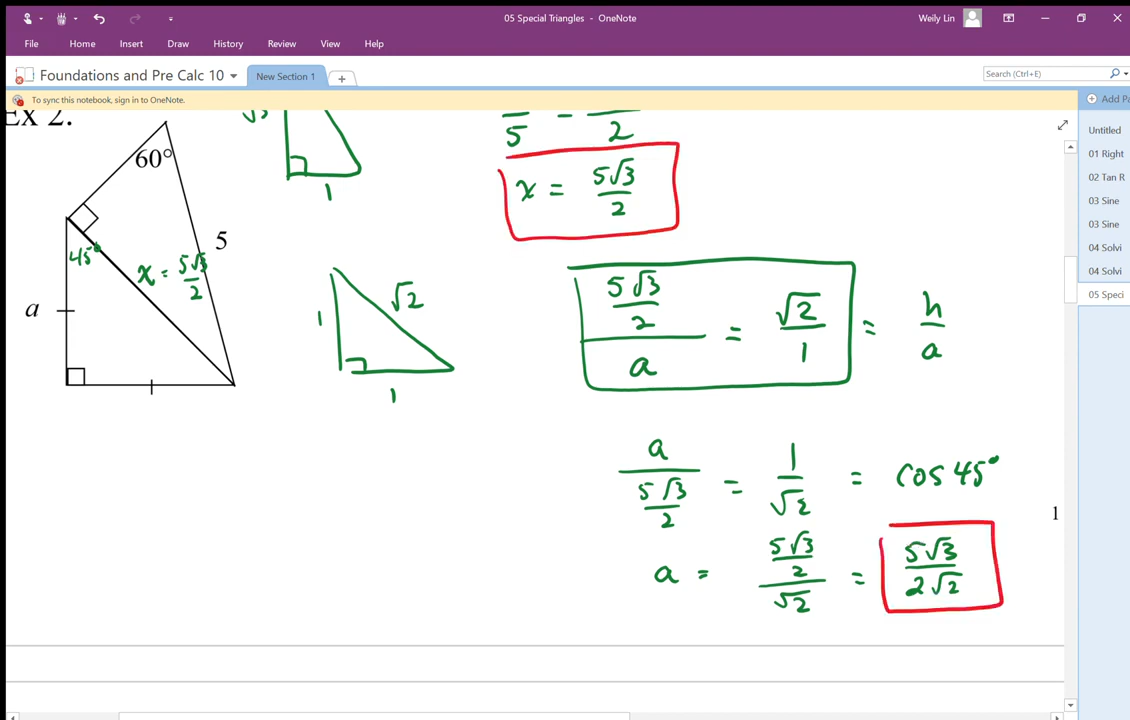 05 Special Triangles - OneNote
Weily Lin
File Home Insert Draw History Review View Help
Foundations and Pre Calc 10
New Section 1
+
Search (Ctrl+E)
To sync this notebook, sign in to OneNote.
Add Pa
Untitled
01 Right
02 Tan R
03 Sine
03 Sine
04 Solvi
04 Solvi
05 Speci
Ex 2.
60°
5
45°
x = 5√3/2
a
√3
1
/5 = /2
x = 5√3/2
1
√2
1
(5√3/2)/a = √2/1 = h/a
a/(5√3/2) = 1/√2 = cos 45°
a = (5√3/2)/√2 = 5√3/(2√2)
1